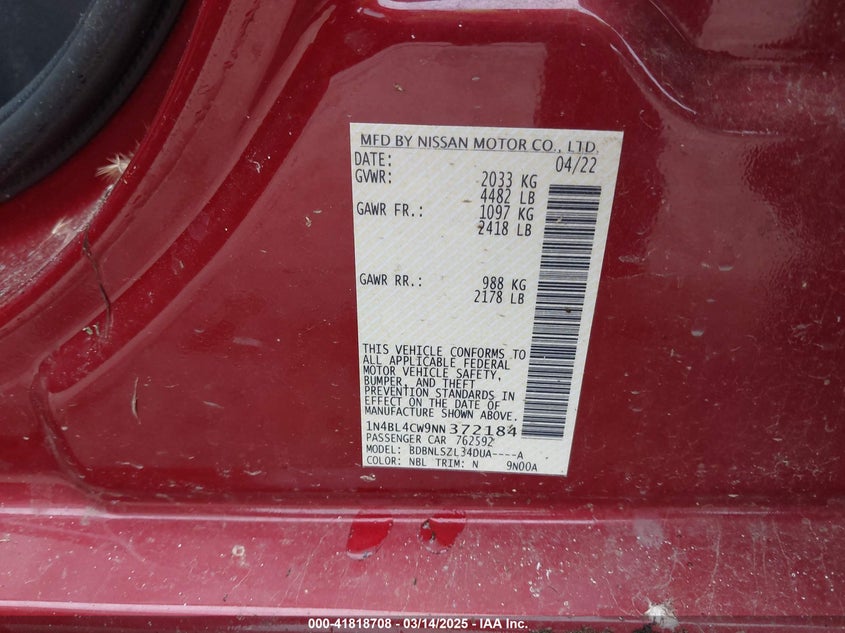 MFD BY NISSAN MOTOR CO., LTD.
DATE: 04/22
GVWR: 2033 KG
4482 LB
GAWR FR.: 1097 KG
2418 LB
GAWR RR.: 988 KG
2178 LB
THIS VEHICLE CONFORMS TO
ALL APPLICABLE FEDERAL
MOTOR VEHICLE SAFETY,
BUMPER, AND THEFT
PREVENTION STANDARDS IN
EFFECT ON THE DATE OF
MANUFACTURE SHOWN ABOVE.
1N4BL4CW9NN372184
PASSENGER CAR 762592
MODEL: BDBNLSZL34DUA----A
COLOR: NBL TRIM: N 9N00A
000-41818708 - 03/14/2025 - IAA Inc.